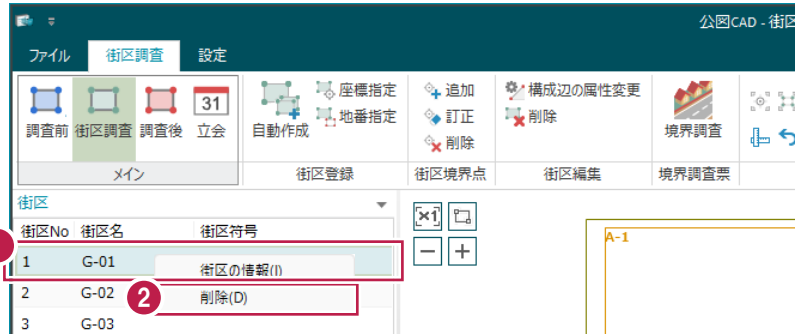 公図CAD - 街区
ファイル 街区調査 設定
調査前 街区調査 調査後 31 立会 自動作成 座標指定 地番指定 追加 訂正 削除 構成辺の属性変更 削除 境界調査
メイン 街区登録 街区境界点 街区編集 境界調査票
街区
街区No 街区名 街区符号
×1
A-1
1 G-01 街区の情報(I)
2 G-02 2 削除(D)
3 G-03